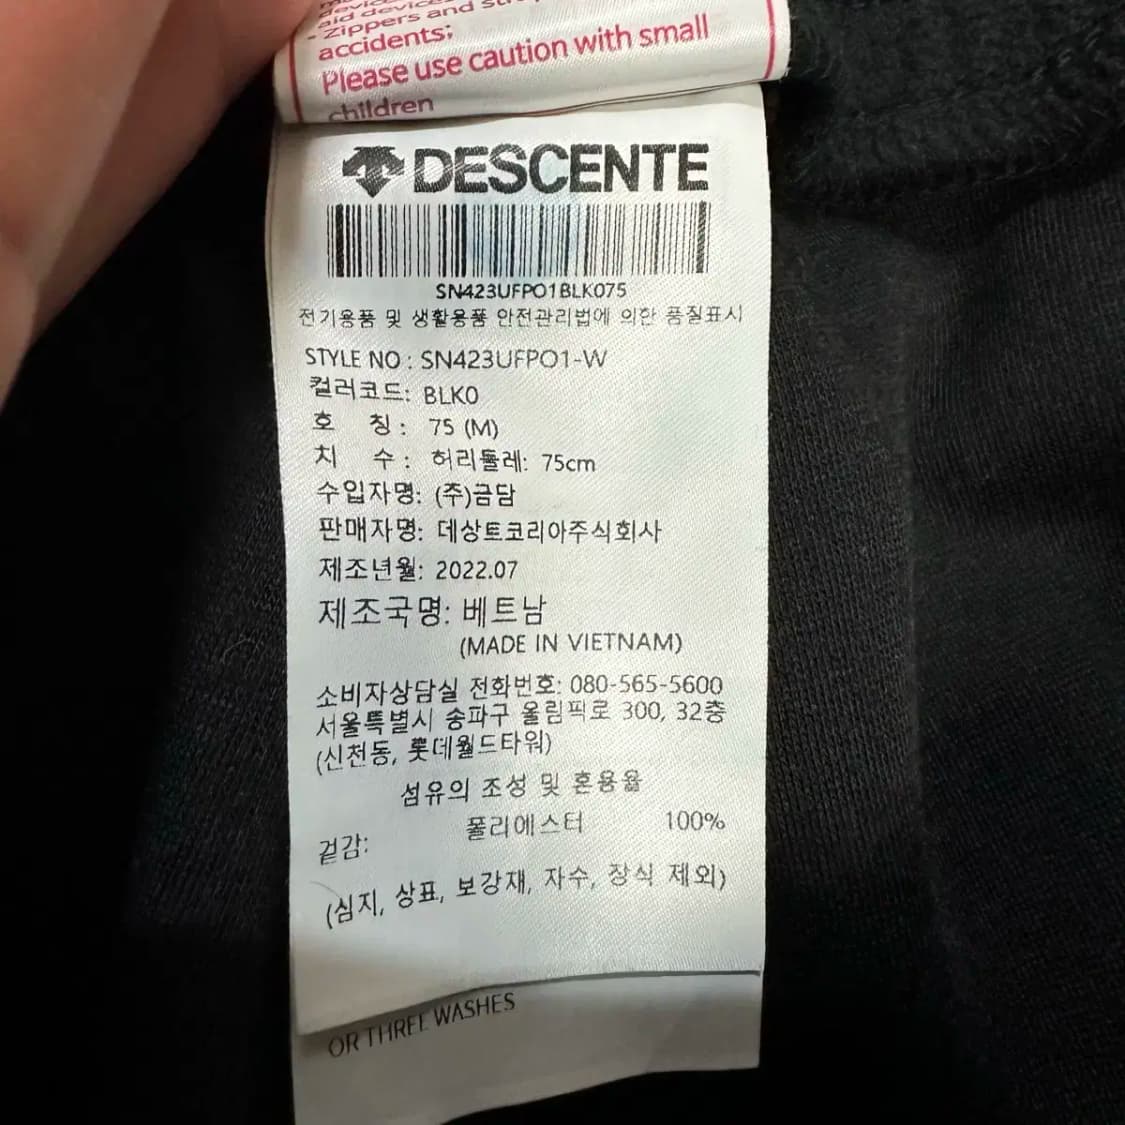 aid devices
- Zippers and
accidents;
Please use caution with small
children
DESCENTE
SN423UFPO1BLK075
전기용품 및 생활용품 안전관리법에 의한 품질표시
STYLE NO : SN423UFPO1-W
컬러코드: BLK0
호 칭 : 75 (M)
치 수 : 허리둘레: 75cm
수입자명: (주)금담
판매자명: 데상트코리아주식회사
제조년월: 2022.07
제조국명: 베트남
(MADE IN VIETNAM)
소비자상담실 전화번호: 080-565-5600
서울특별시 송파구 올림픽로 300, 32층
(신천동, 롯데월드타워)
섬유의 조성 및 혼용율
겉감: 폴리에스터 100%
(심지, 상표, 보강재, 자수, 장식 제외)
OR THREE WASHES